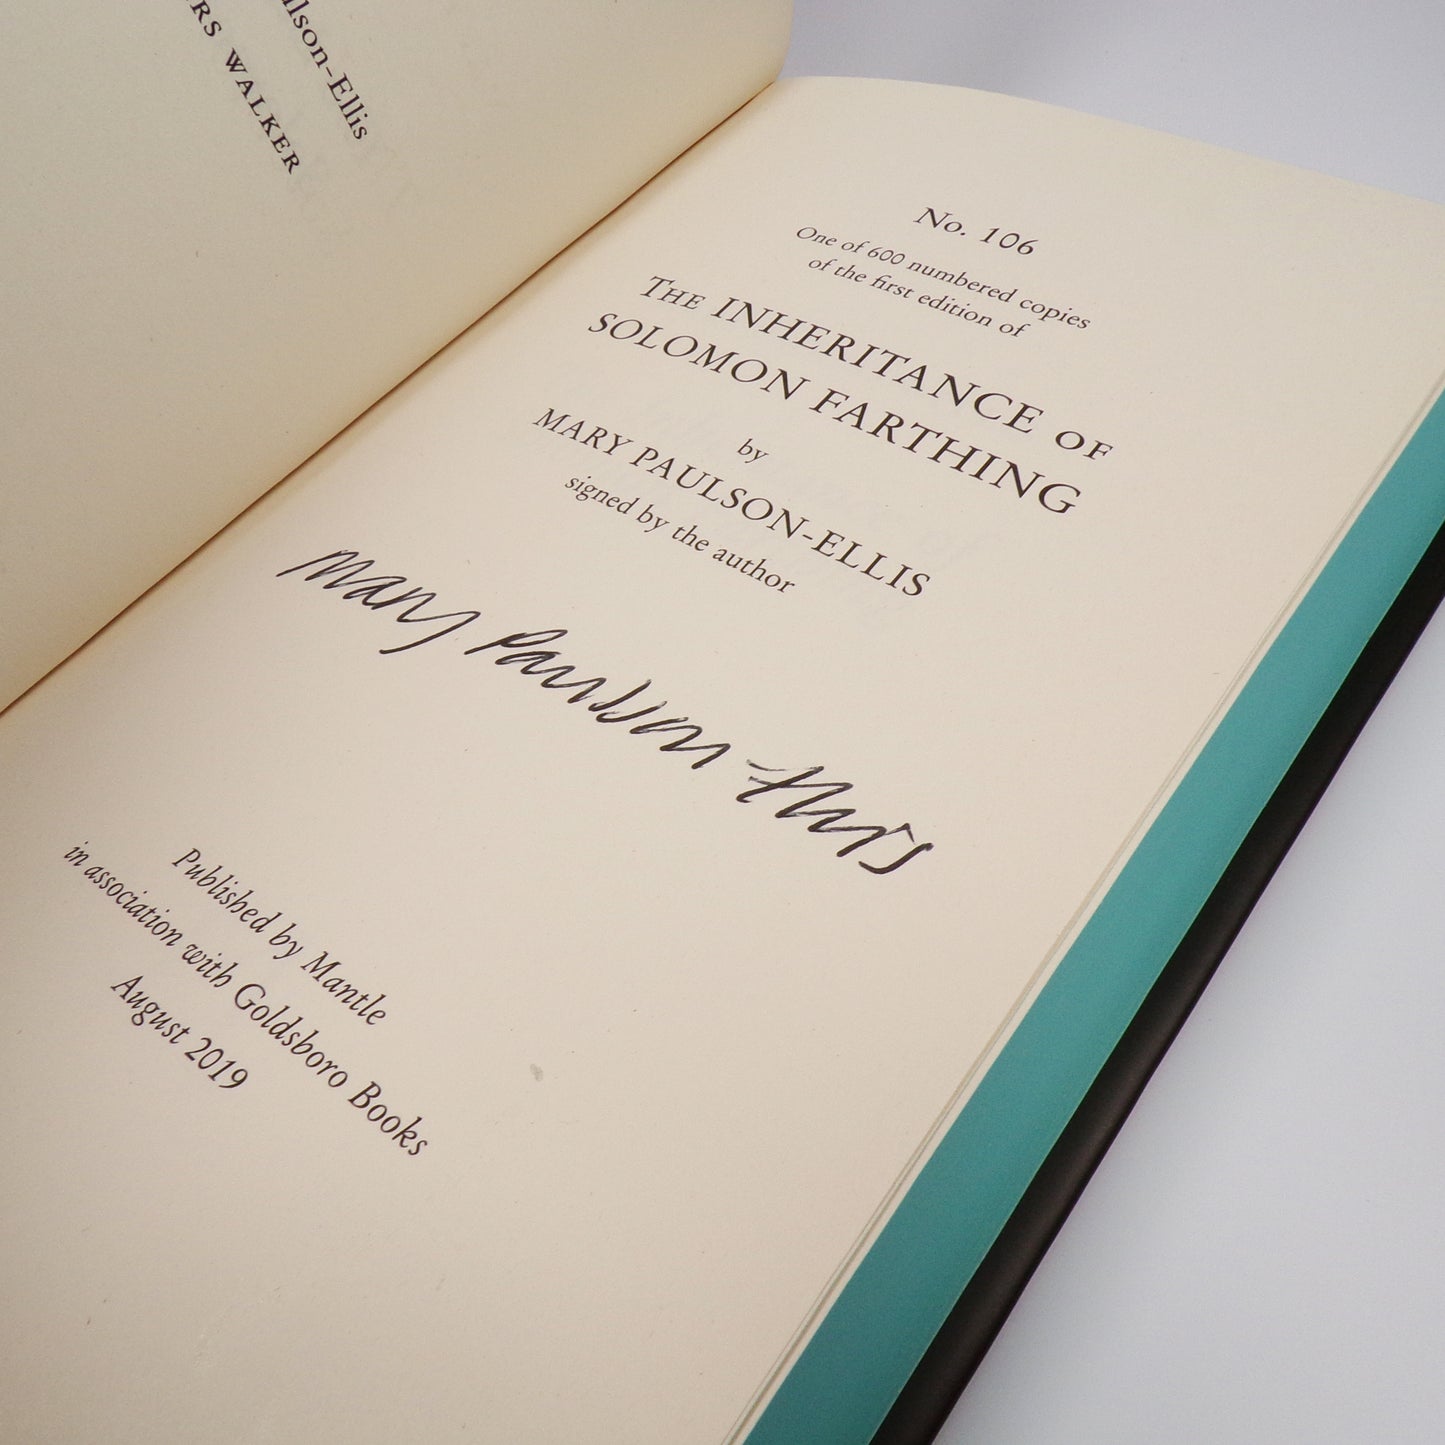 lson-Ellis
RS WALKER
No. 106
One of 600 numbered copies
of the first edition of
THE INHERITANCE OF
SOLOMON FARTHING
by
MARY PAULSON-ELLIS
signed by the author
Mary Paulson-Ellis
Published by Mantle
in association with Goldsboro Books
August 2019